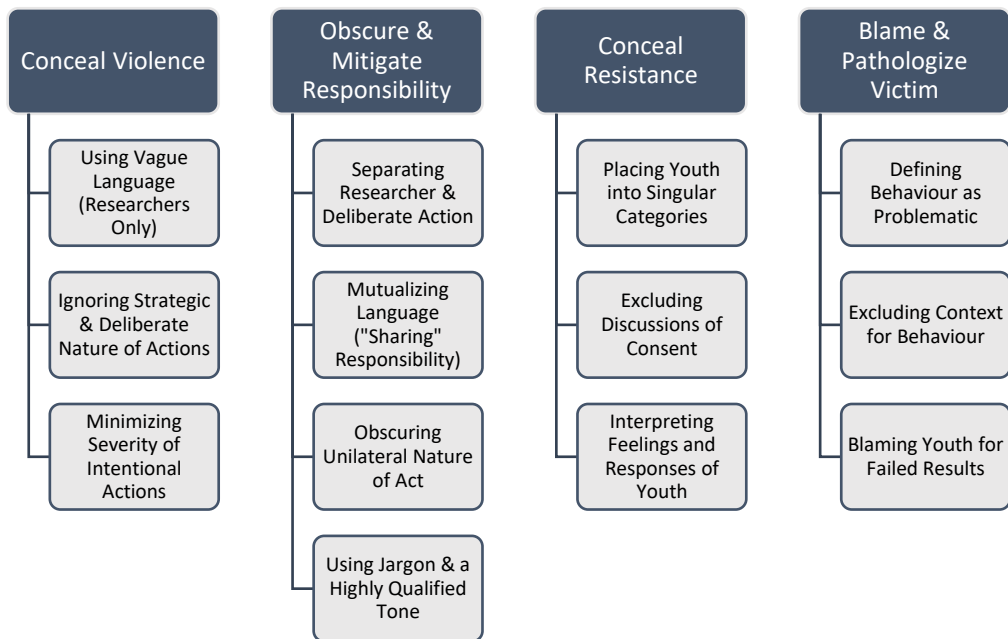 Conceal Violence
Using Vague
Language
(Researchers
Only)
Ignoring Strategic
& Deliberate
Nature of Actions
Minimizing
Severity of
Intentional
Actions
Obscure &
Mitigate
Responsibility
Separating
Researcher &
Deliberate Action
Mutualizing
Language
("Sharing"
Responsibility)
Obscuring
Unilateral Nature
of Act
Using Jargon & a
Highly Qualified
Tone
Conceal
Resistance
Placing Youth
into Singular
Categories
Excluding
Discussions of
Consent
Interpreting
Feelings and
Responses of
Youth
Blame &
Pathologize
Victim
Defining
Behaviour as
Problematic
Excluding Context
for Behaviour
Blaming Youth for
Failed Results